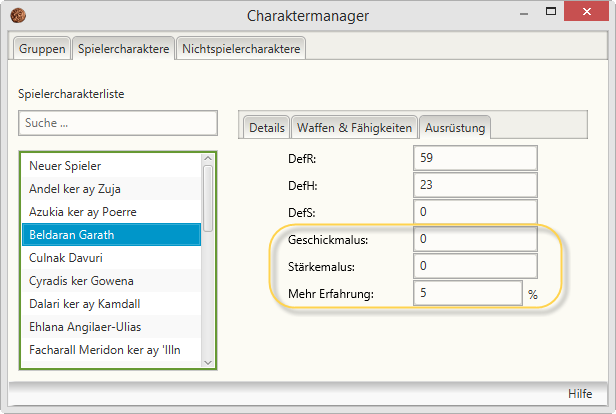 Charaktermanager
Gruppen Spielercharaktere Nichtspielercharaktere
Spielercharakterliste
Suche ...
Neuer Spieler
Andel ker ay Zuja
Azukia ker ay Poerre
Beldaran Garath
Culnak Davuri
Cyradis ker Gowena
Dalari ker ay Kamdall
Ehlana Angilaer-Ulias
Facharall Meridon ker ay 'Illn
Details Waffen & Fähigkeiten Ausrüstung
DefR: 59
DefH: 23
DefS: 0
Geschickmalus: 0
Stärkemalus: 0
Mehr Erfahrung: 5 %
Hilfe